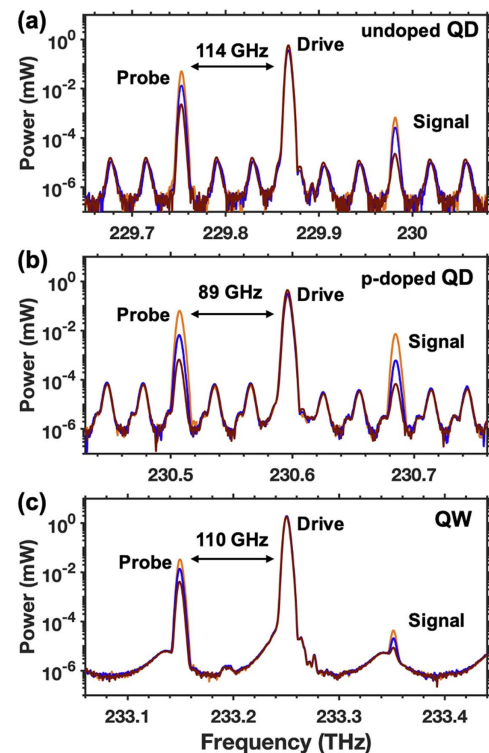 (a)
undoped QD
114 GHz
Drive
Probe
Signal
Power (mW)
10^0
10^-2
10^-4
10^-6
229.7 229.8 229.9 230
(b)
p-doped QD
89 GHz
Drive
Probe
Signal
Power (mW)
10^0
10^-2
10^-4
10^-6
230.5 230.6 230.7
(c)
QW
110 GHz
Drive
Probe
Signal
Power (mW)
10^0
10^-2
10^-4
10^-6
233.1 233.2 233.3 233.4
Frequency (THz)